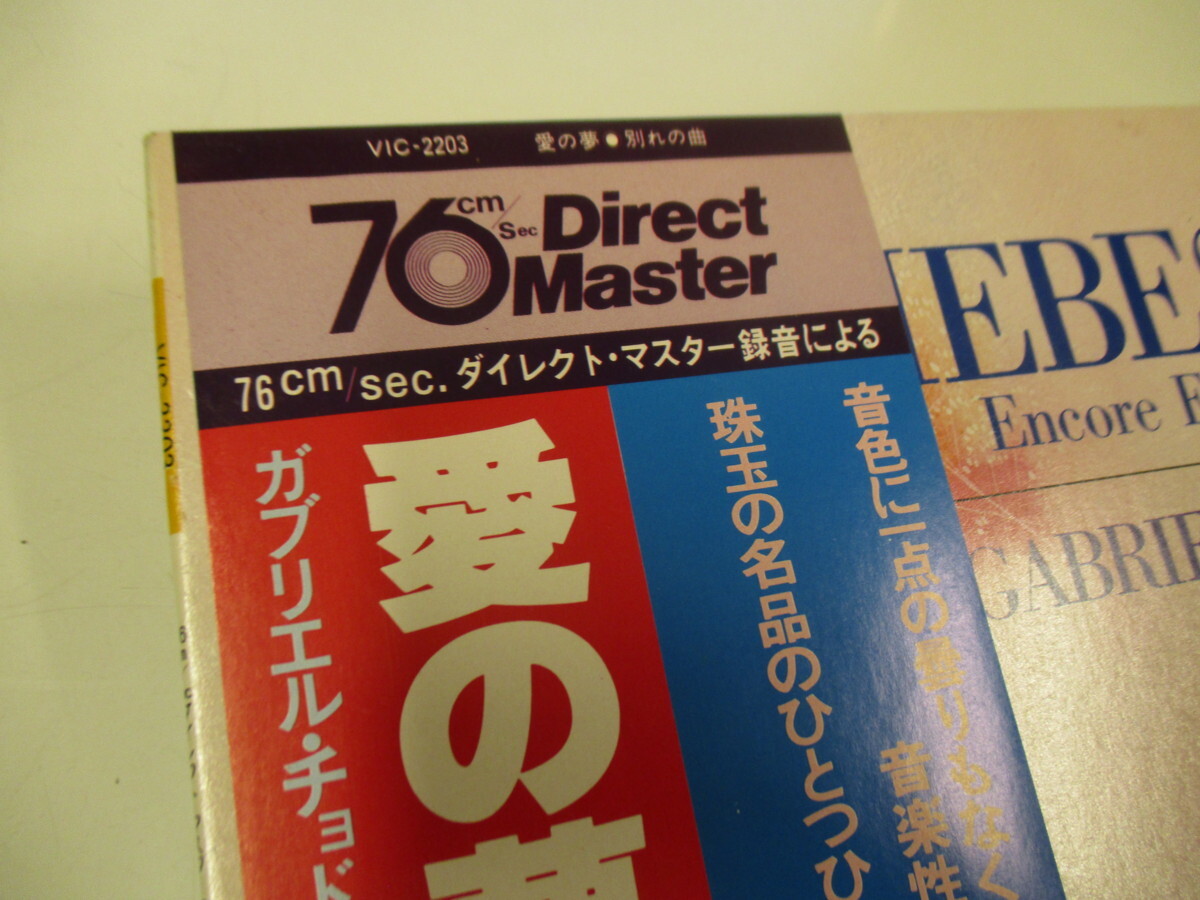 VIC-2203 愛の夢●別れの曲
76cm/Sec Direct
Master
76cm/sec.ダイレクト・マスター録音による
音色に一点の曇りもなく
音楽性
珠玉の名品のひとつひ
愛の夢
ガブリエル・チョド
Encore